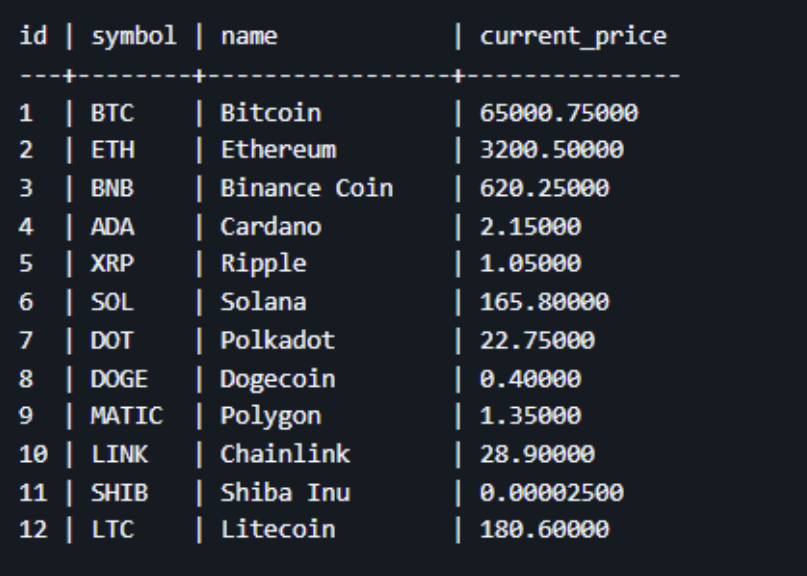 id | symbol | name            | current_price
---+--------+-----------------+---------------
1  | BTC    | Bitcoin         | 65000.75000
2  | ETH    | Ethereum        | 3200.50000
3  | BNB    | Binance Coin    | 620.25000
4  | ADA    | Cardano         | 2.15000
5  | XRP    | Ripple          | 1.05000
6  | SOL    | Solana          | 165.80000
7  | DOT    | Polkadot        | 22.75000
8  | DOGE   | Dogecoin        | 0.40000
9  | MATIC  | Polygon         | 1.35000
10 | LINK   | Chainlink       | 28.90000
11 | SHIB   | Shiba Inu       | 0.00002500
12 | LTC    | Litecoin        | 180.60000